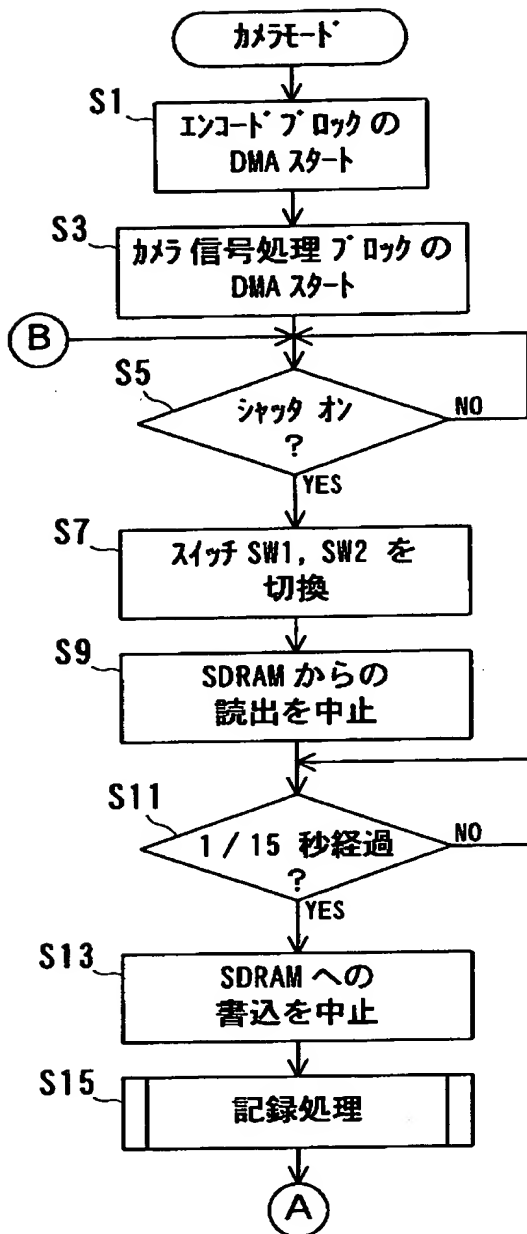 カメラモード
S1
エンコードブロックの
DMAスタート
S3
カメラ信号処理ブロックの
DMAスタート
B
S5
シャッタ オン
?
NO
YES
S7
スイッチSW1, SW2 を
切換
S9
SDRAMからの
読出を中止
S11
1/15 秒経過
?
NO
YES
S13
SDRAMへの
書込を中止
S15
記録処理
A